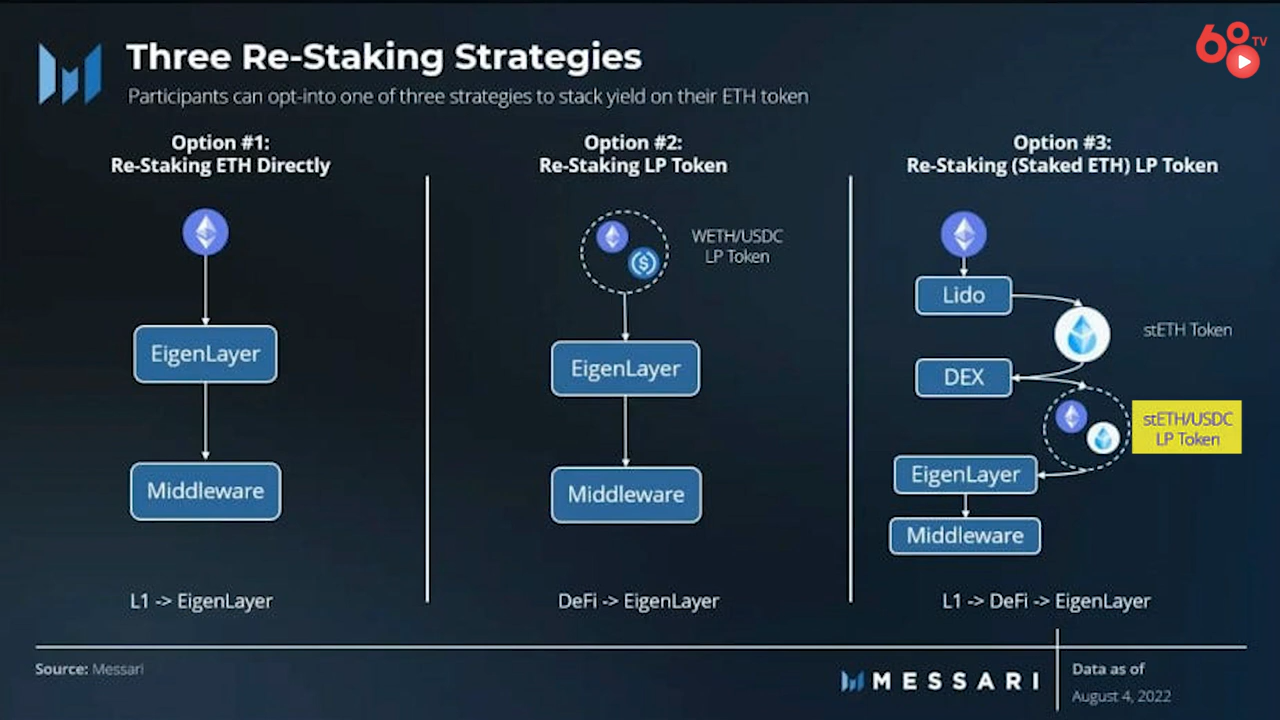 Three Re-Staking Strategies
Participants can opt-into one of three strategies to stack yield on their ETH token
68 TV
Option #1:
Re-Staking ETH Directly
EigenLayer
Middleware
L1 -> EigenLayer
Option #2:
Re-Staking LP Token
WETH/USDC
LP Token
EigenLayer
Middleware
DeFi -> EigenLayer
Option #3:
Re-Staking (Staked ETH) LP Token
Lido
stETH Token
DEX
stETH/USDC
LP Token
EigenLayer
Middleware
L1 -> DeFi -> EigenLayer
Source: Messari
MESSARI
Data as of
August 4, 2022